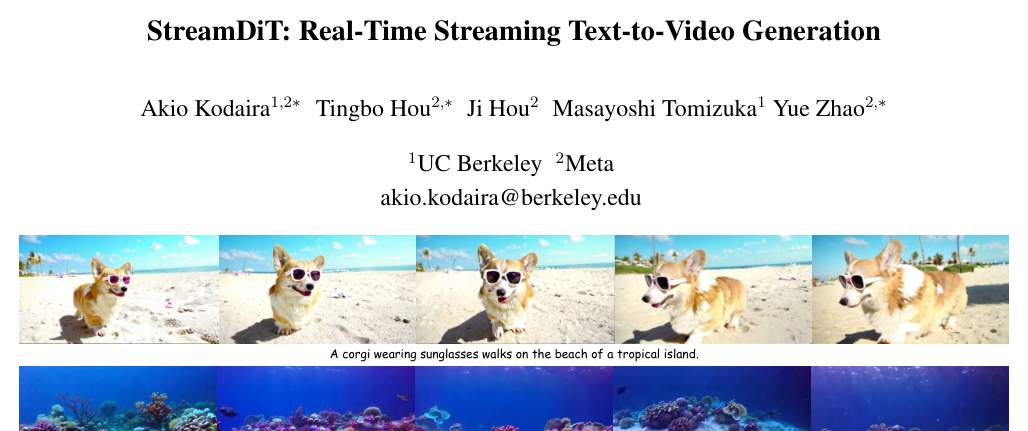 StreamDiT: Real-Time Streaming Text-to-Video Generation
Akio Kodaira1,2∗ Tingbo Hou2,∗ Ji Hou2 Masayoshi Tomizuka1 Yue Zhao2,∗
1UC Berkeley 2Meta
akio.kodaira@berkeley.edu
A corgi wearing sunglasses walks on the beach of a tropical island.